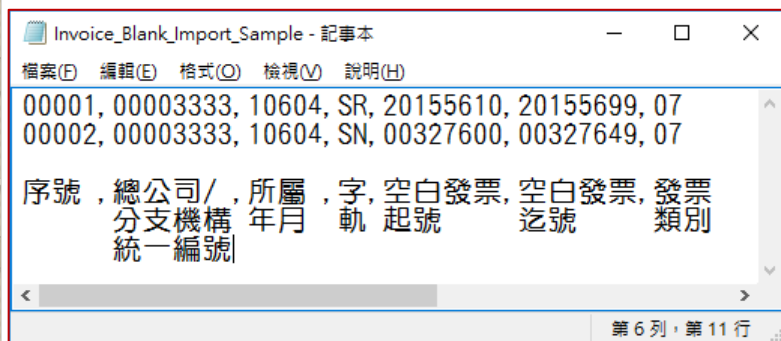 Invoice_Blank_Import_Sample - 記事本
檔案(F) 編輯(E) 格式(O) 檢視(V) 說明(H)
00001,00003333,10604,SR,20155610,20155699,07
00002,00003333,10604,SN,00327600,00327649,07
序號 ,總公司/ ,所屬 ,字,空白發票,空白發票,發票
分支機構 年月 軌 起號 迄號 類別
統一編號
第 6 列，第 11 行